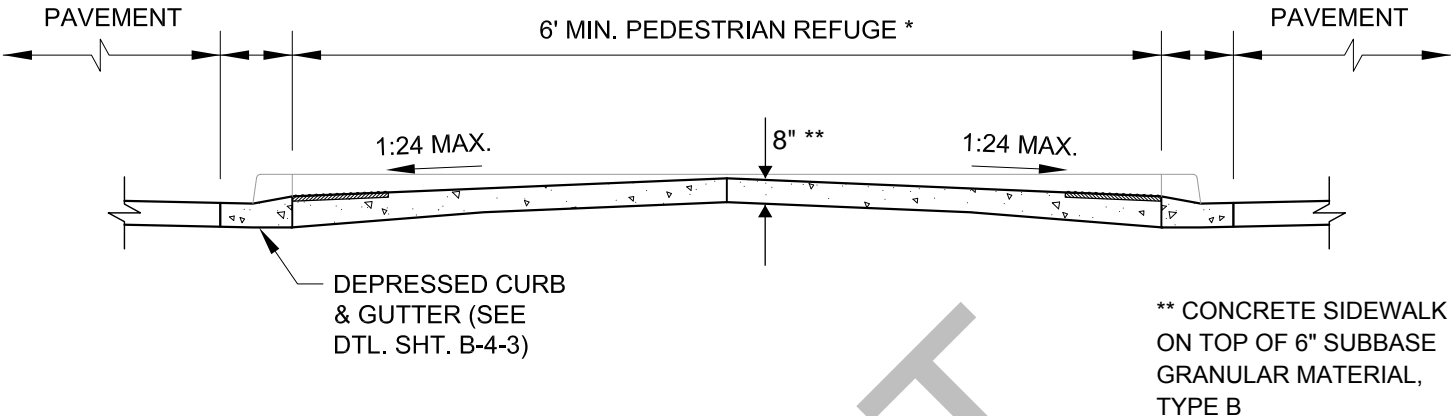 PAVEMENT
6' MIN. PEDESTRIAN REFUGE *
PAVEMENT
1:24 MAX.
8" **
1:24 MAX.
DEPRESSED CURB
& GUTTER (SEE
DTL. SHT. B-4-3)
** CONCRETE SIDEWALK
ON TOP OF 6" SUBBASE
GRANULAR MATERIAL,
TYPE B